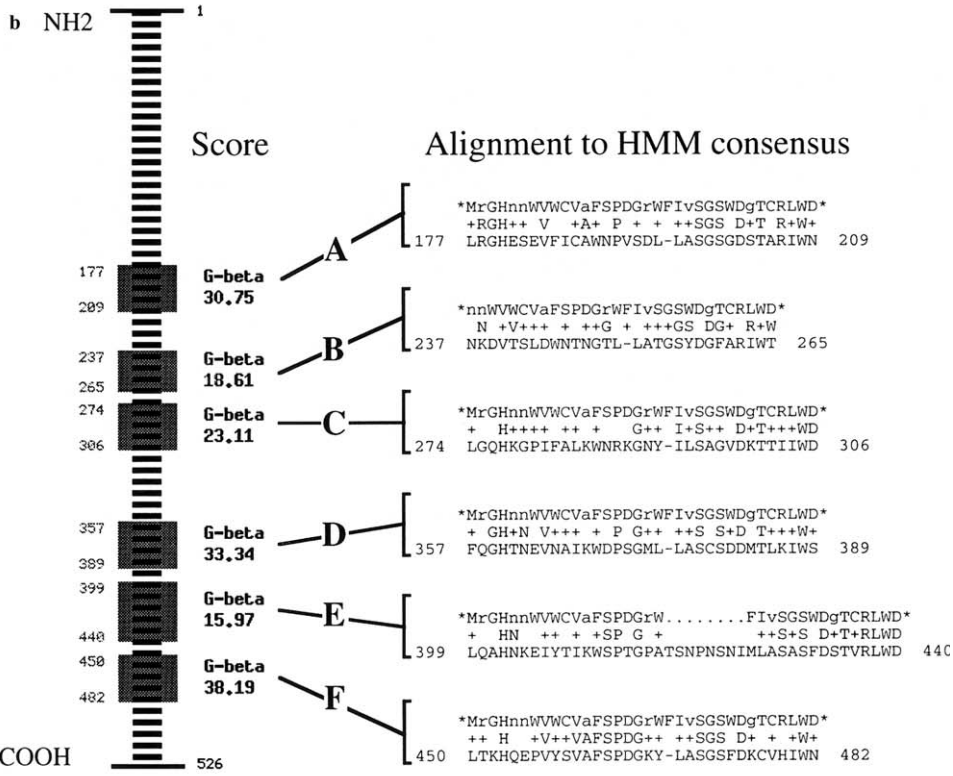 b NH2 1
Score Alignment to HMM consensus
*MrGHnnWVWCVaFSPDGrWFIvSGSWDgTCRLWD*
+RGH++ V +A+ P + + ++SGS D+T R+W+
A 177 LRGHESEVFICAWNPVSDL-LASGSGDSTARIWN 209
177 G-beta
209 30.75
*nnWVWCVaFSPDGrWFIvSGSWDgTCRLWD*
N +V+++ + ++G + +++GS DG+ R+W
B 237 NKDVTSLDWNTNGTL-LATGSYDGFARIWT 265
237 G-beta
265 18.61
*MrGHnnWVWCVaFSPDGrWFIvSGSWDgTCRLWD*
+ H++++ ++ + G++ I+S++ D+T+++WD
274 G-beta C
306 23.11
274 LGQHKGPIFALKWNRKGNY-ILSAGVDKTTIIWD 306
*MrGHnnWVWCVaFSPDGrWFIvSGSWDgTCRLWD*
+ GH+N V+++ + P G++ ++S S+D T+++W+
357 G-beta D
389 33.34
357 FQGHTNEVNAIKWDPSGML-LASCSDDMTLKIWS 389
*MrGHnnWVWCVaFSPDGrW.........FIvSGSWDgTCRLWD*
+ HN ++ + +SP G + ++S+S D+T+RLWD
399 G-beta E
440 15.97
399 LQAHNKEIYTIKWSPTGPATSNPNSNIMLASASFDSTVRLWD 440
450 G-beta
482 38.19 F
*MrGHnnWVWCVaFSPDGrWFIvSGSWDgTCRLWD*
++ H +V++VAFSPDG++ ++SGS D+ + +W+
450 LTKHQEPVYSVAFSPDGKY-LASGSFDKCVHIWN 482
COOH 526